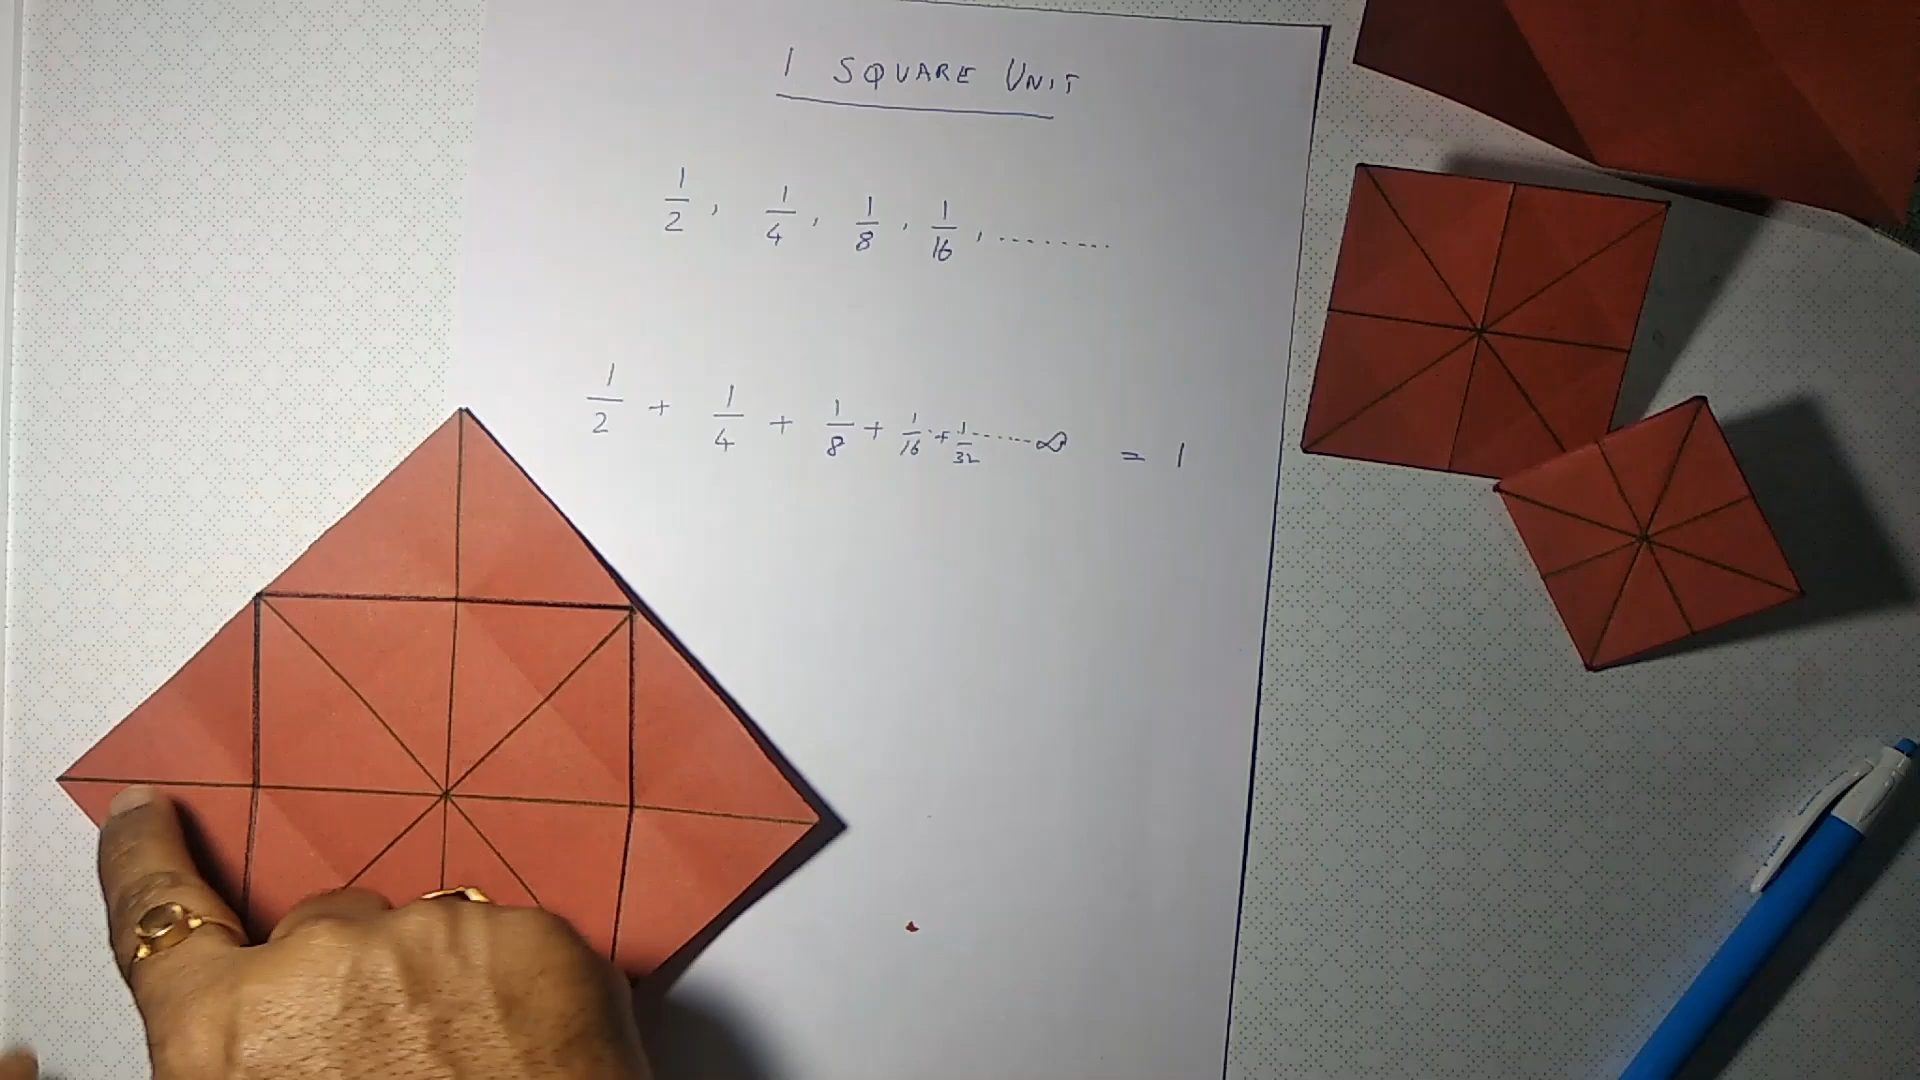 1 SQUARE UNIT
1/2, 1/4, 1/8, 1/16, ........
1/2 + 1/4 + 1/8 + 1/16 + 1/32 ...... ∞ = 1